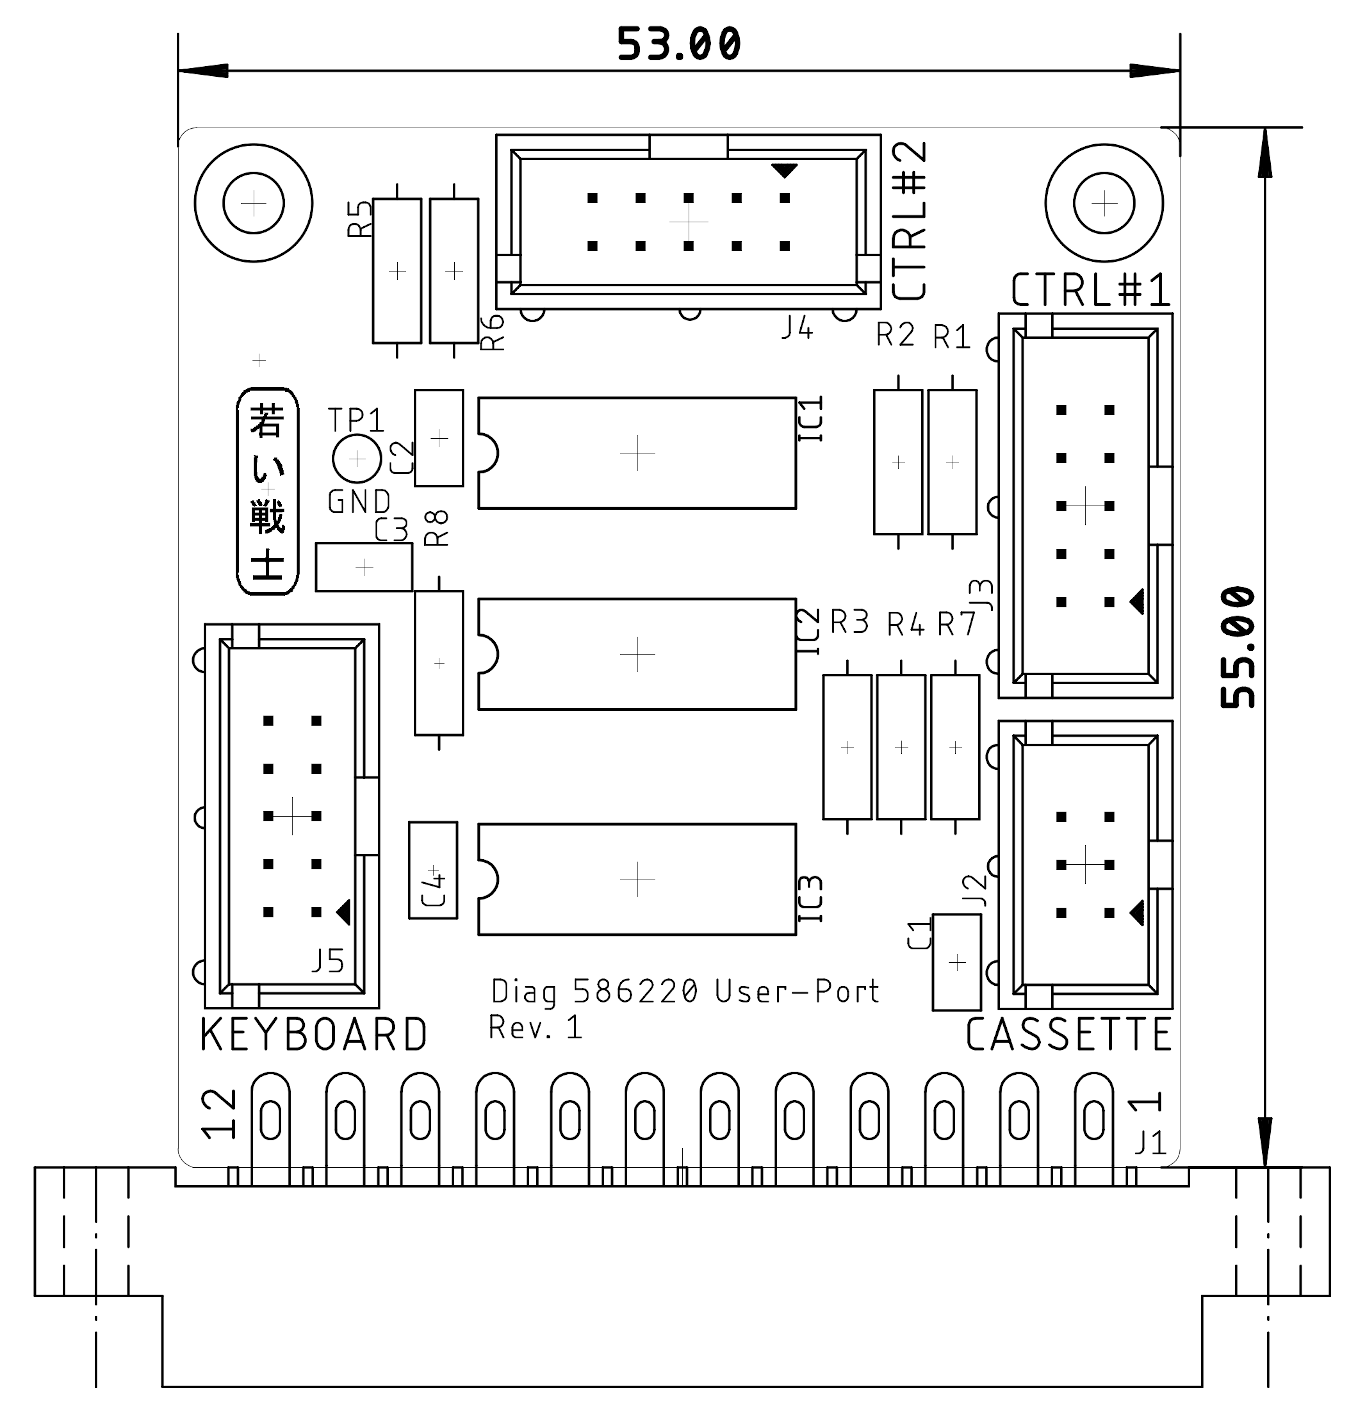 53.00
CTRL#2
R5
R6
J4
CTRL#1
R2
R1
IC1
TP1
C2
GND
若い戦士
C3
R8
J3
55.00
IC2
R3
R4
R7
J2
C4
IC3
C1
J5
Diag 586220 User-Port
Rev. 1
KEYBOARD
CASSETTE
12
1
J1